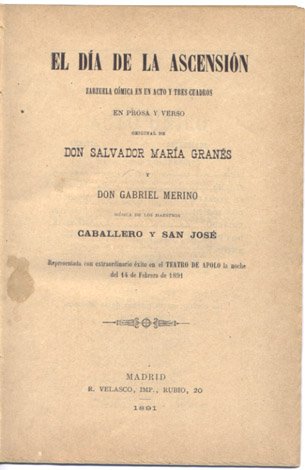 EL DÍA DE LA ASCENSIÓN
ZARZUELA CÓMICA EN UN ACTO Y TRES CUADROS
EN PROSA Y VERSO
ORIGINAL DE
DON SALVADOR MARÍA GRANÉS
Y
DON GABRIEL MERINO
MÚSICA DE LOS MAESTROS
CABALLERO Y SAN JOSÉ
Representada con extraordinario éxito en el TEATRO DE APOLO la noche
del 14 de Febrero de 1891
MADRID
R. VELASCO, IMP., RUBIO, 20
1891